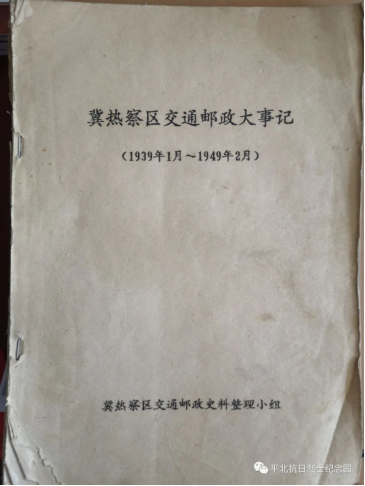 冀热察区交通邮政大事记
(1939年1月～1949年2月)
冀热察区交通邮政史料整理小组
平北抗日烈士纪念园